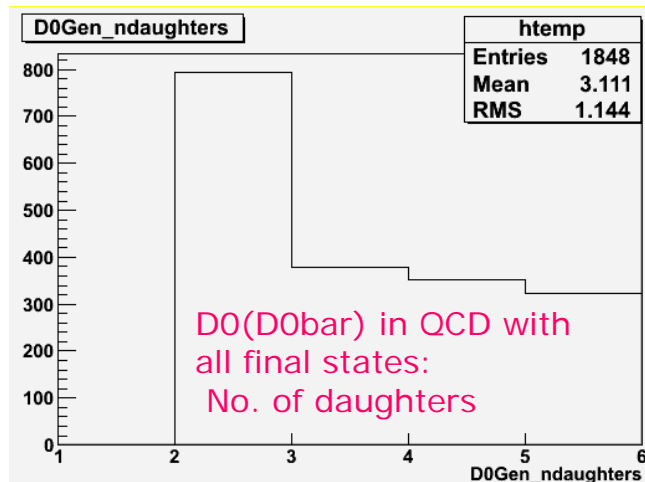 D0Gen_ndaughters
htemp
Entries 1848
Mean 3.111
RMS 1.144
800
700
600
500
400
300
200
100
0
D0(D0bar) in QCD with
all final states:
No. of daughters
1 2 3 4 5 6
D0Gen_ndaughters